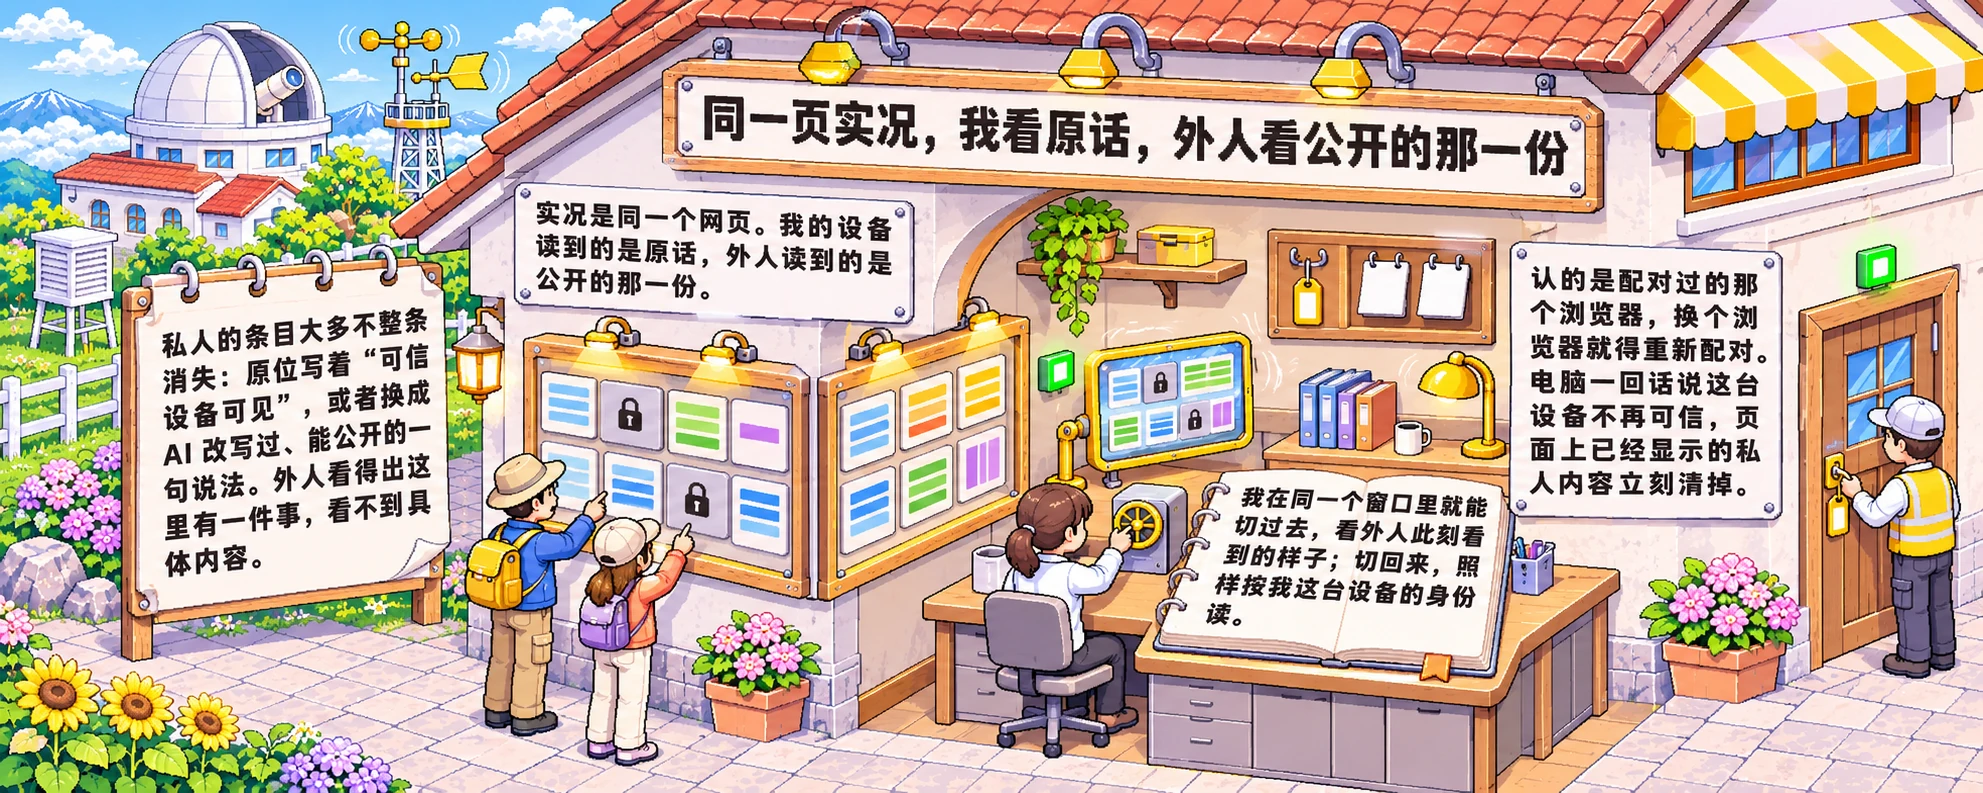 同一页实况，我看原话，外人看公开的那一份
实况是同一个网页。我的设备
读到的是原话，外人读到的是
公开的那一份。
私人的条目大多不整条
消失：原位写着“可信
设备可见”，或者换成
AI 改写过、能公开的一
句说法。外人看得出这
里有一件事，看不到具
体内容。
我在同一个窗口里就能
切过去，看外人此刻看
到的样子；切回来，照
样按我这台设备的身份
读。
认的是配对过的那
个浏览器，换个浏
览器就得重新配对。
电脑一回话说这台
设备不再可信，页
面上已经显示的私
人内容立刻清掉。